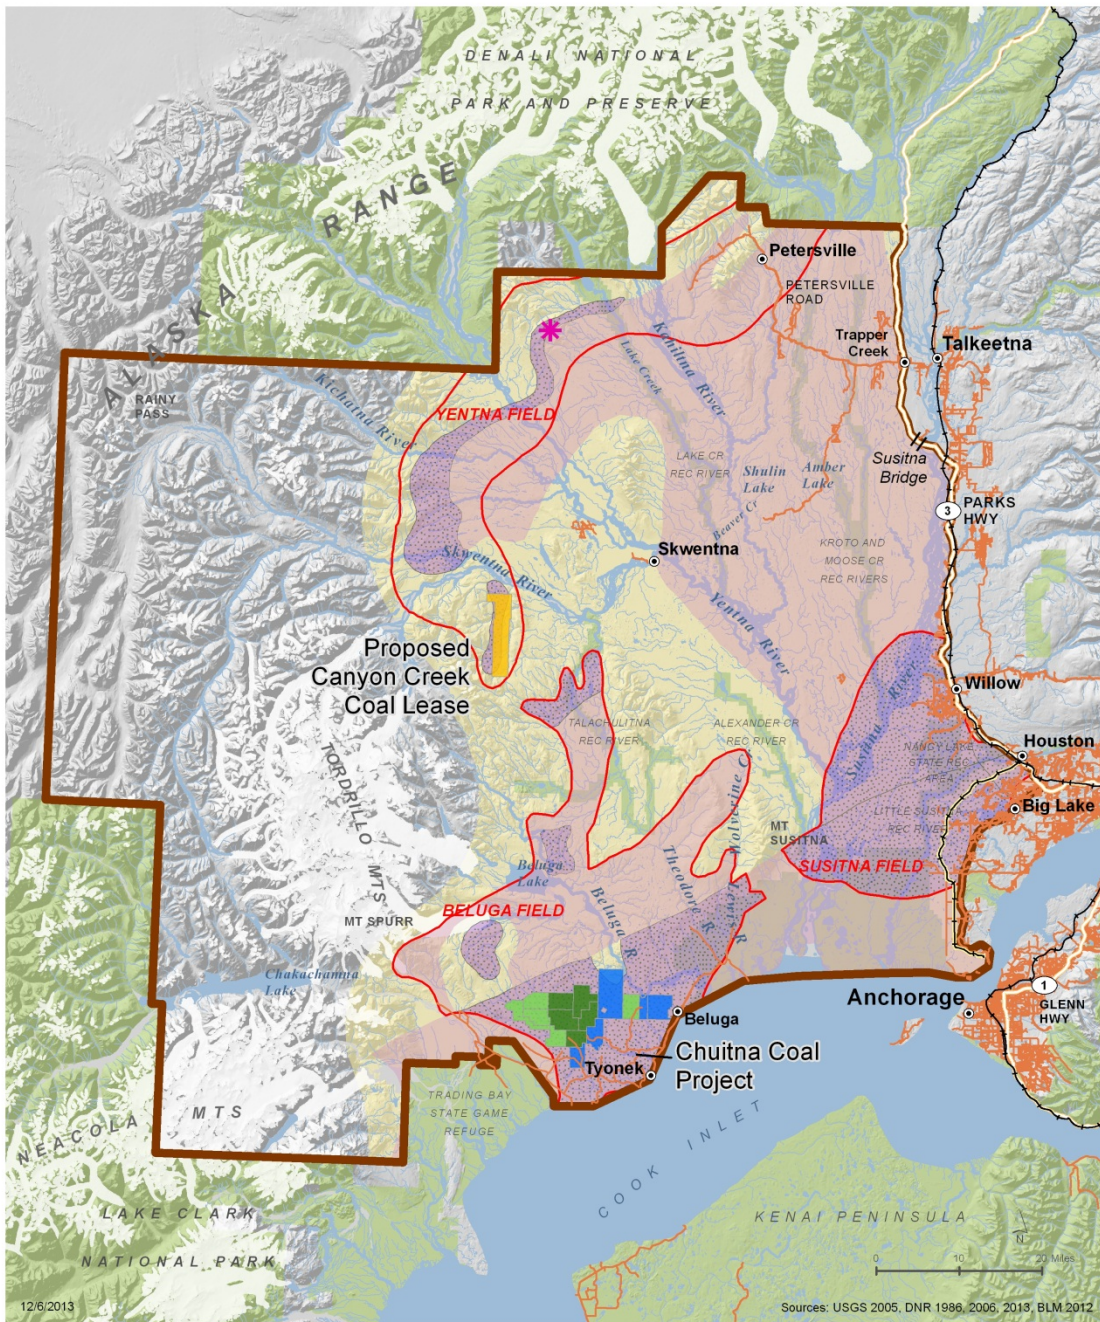 DENALI NATIONAL
PARK AND PRESERVE
ALASKA RANGE
Petersville
PETERSVILLE
ROAD
Trapper
Creek
Talkeetna
Kahiltna River
Lake Creek
RAINY
PASS
Kichatna River
YENTNA FIELD
LAKE CR
REC RIVER
Shulin
Lake
Amber
Lake
Susitna
Bridge
Beaver Cr
3
PARKS
HWY
Skwentna
Skwentna River
KROTO AND
MOOSE CR
REC RIVERS
Yentna River
Proposed
Canyon Creek
Coal Lease
Willow
Susitna River
TALACHULITNA
REC RIVER
ALEXANDER CR
REC RIVER
NANCY LAKE
STATE REC
AREA
Houston
Big Lake
TORDRILLO MTS
Wolverine C
MT
SUSITNA
LITTLE SUSITNA
REC RIVER
SUSITNA FIELD
Beluga
Lake
Theodore R
Beluga R
BELUGA FIELD
MT SPURR
Chakachamna
Lake
Anchorage
1
GLENN
HWY
Beluga
Chuitna Coal
Project
Tyonek
TRADING BAY
STATE GAME
REFUGE
NEACOLA MTS
COOK INLET
LAKE CLARK
NATIONAL PARK
KENAI PENINSULA
N
0 10 20 Miles
12/6/2013
Sources: USGS 2005, DNR 1986, 2006, 2013, BLM 2012